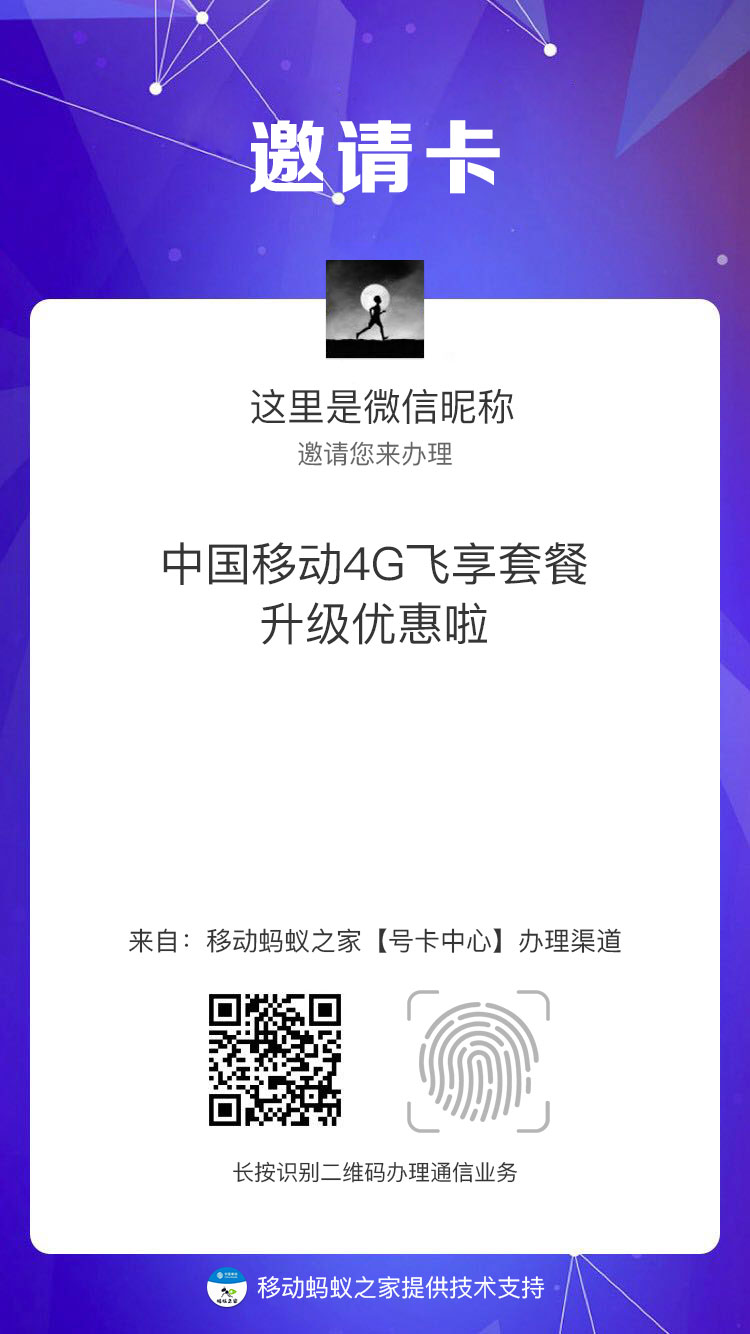 邀请卡
这里是微信昵称
邀请您来办理
中国移动4G飞享套餐
升级优惠啦
来自：移动蚂蚁之家【号卡中心】办理渠道
长按识别二维码办理通信业务
移动蚂蚁之家提供技术支持